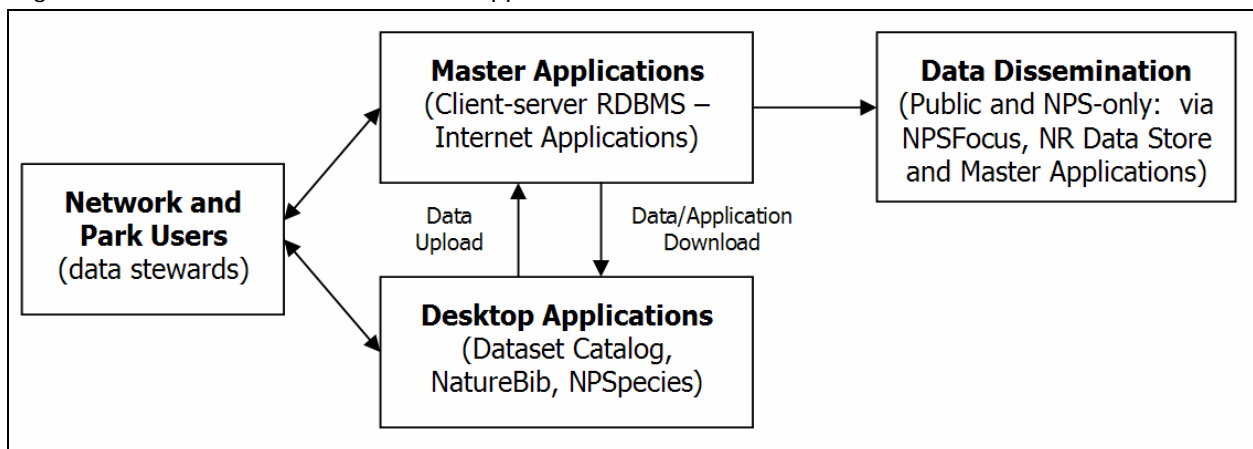 Master Applications
(Client-server RDBMS –
Internet Applications)
Data Dissemination
(Public and NPS-only:  via
NPSFocus, NR Data Store
and Master Applications)
Network and
Park Users
(data stewards)
Data
Upload
Data/Application
Download
Desktop Applications
(Dataset Catalog,
NatureBib, NPSpecies)